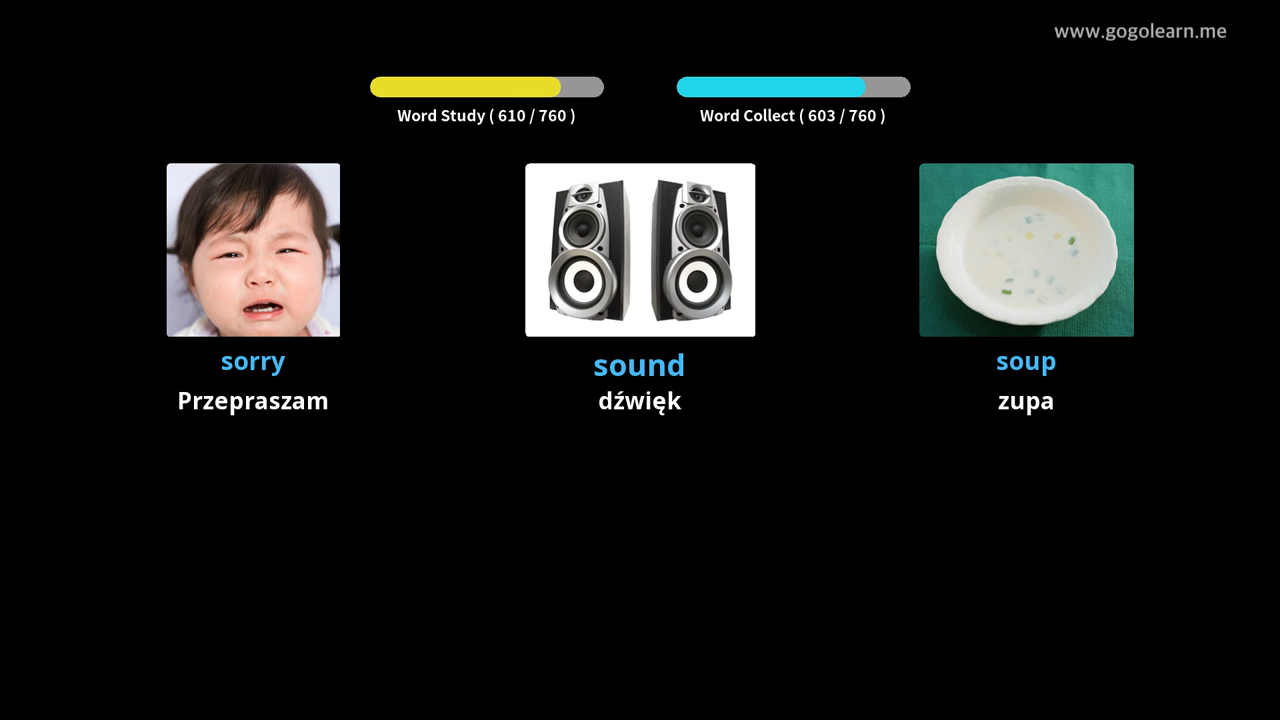 www.gogolearn.me
Word Study ( 610 / 760 )
Word Collect ( 603 / 760 )
sorry
Przepraszam
sound
dźwięk
soup
zupa